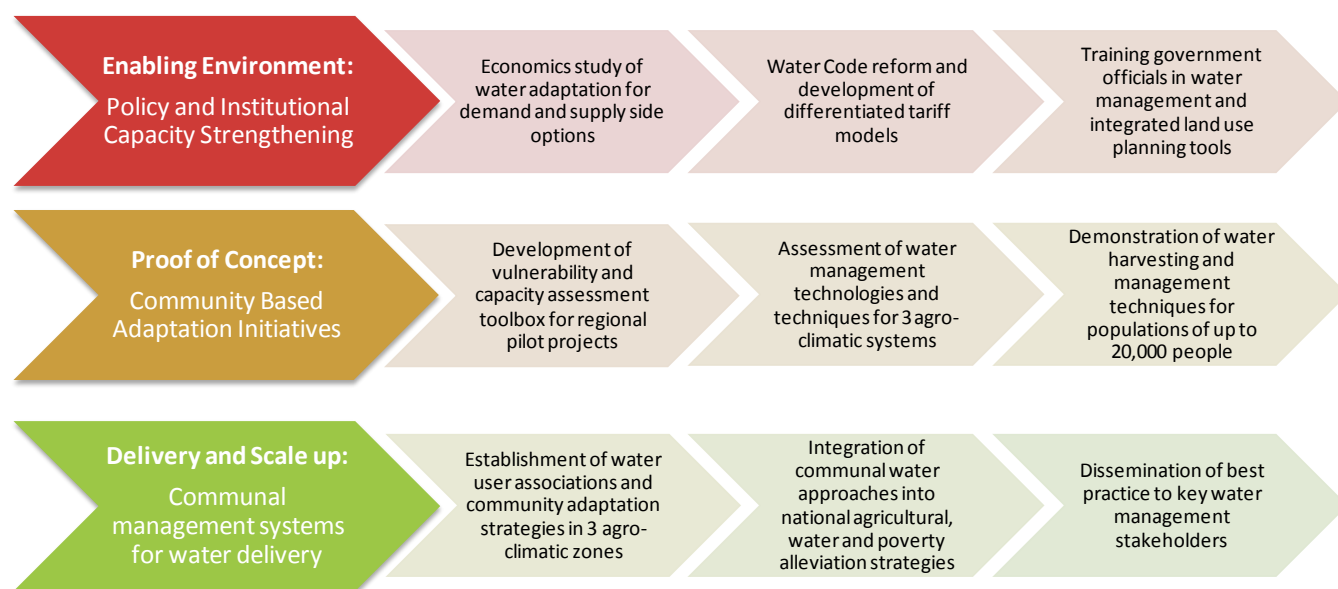 Enabling Environment:
Policy and Institutional
Capacity Strengthening
Economics study of
water adaptation for
demand and supply side
options
Water Code reform and
development of
differentiated tariff
models
Training government
officials in water
management and
integrated land use
planning tools
Proof of Concept:
Community Based
Adaptation Initiatives
Development of
vulnerability and
capacity assessment
toolbox for regional
pilot projects
Assessment of water
management
technologies and
techniques for 3 agro-
climatic systems
Demonstration of water
harvesting and
management
techniques for
populations of up to
20,000 people
Delivery and Scale up:
Communal
management systems
for water delivery
Establishment of water
user associations and
community adaptation
strategies in 3 agro-
climatic zones
Integration of
communal water
approaches into
national agricultural,
water and poverty
alleviation strategies
Dissemination of best
practice to key water
management
stakeholders